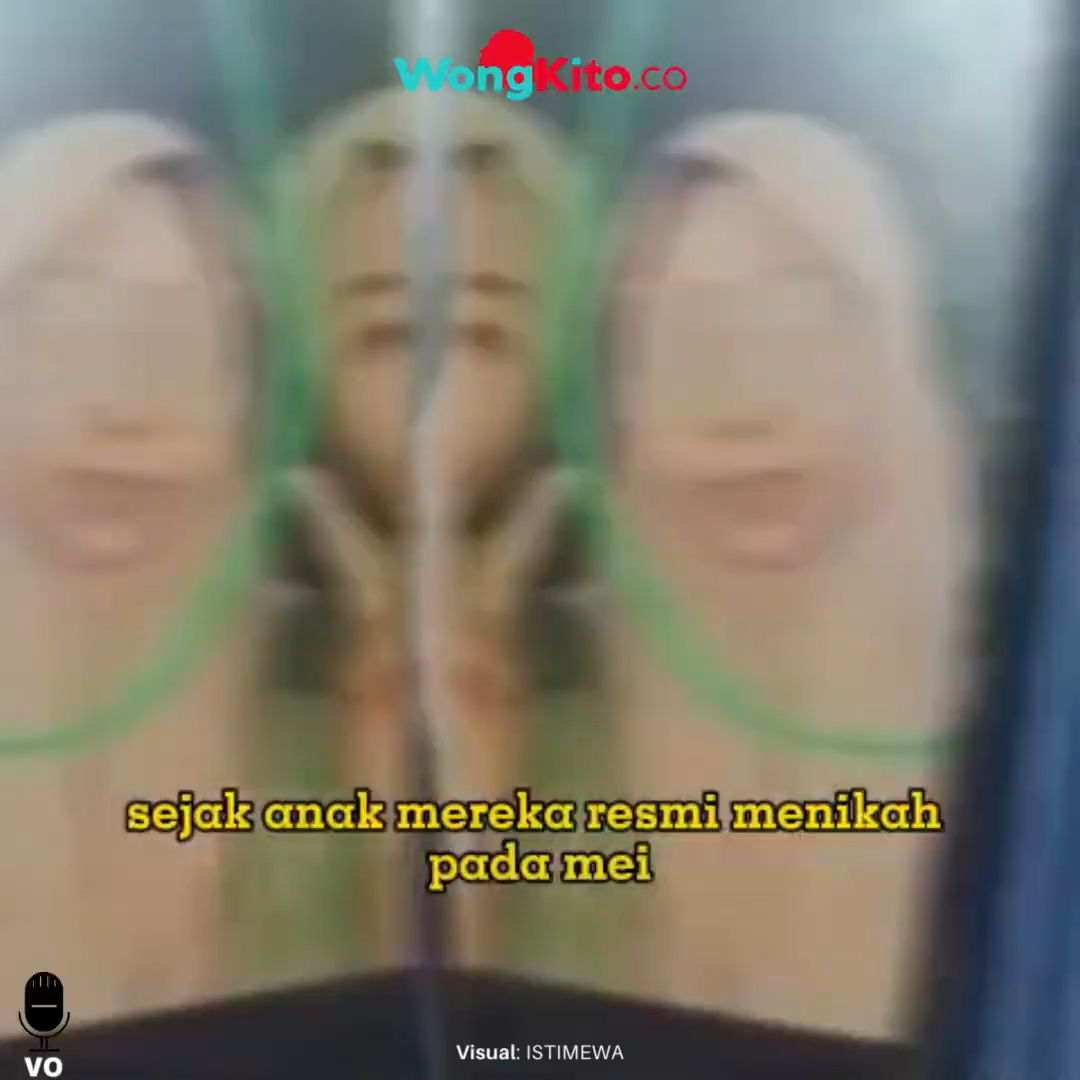 WongKito.co
sejak anak mereka resmi menikah
pada mei
Visual: ISTIMEWA
VO